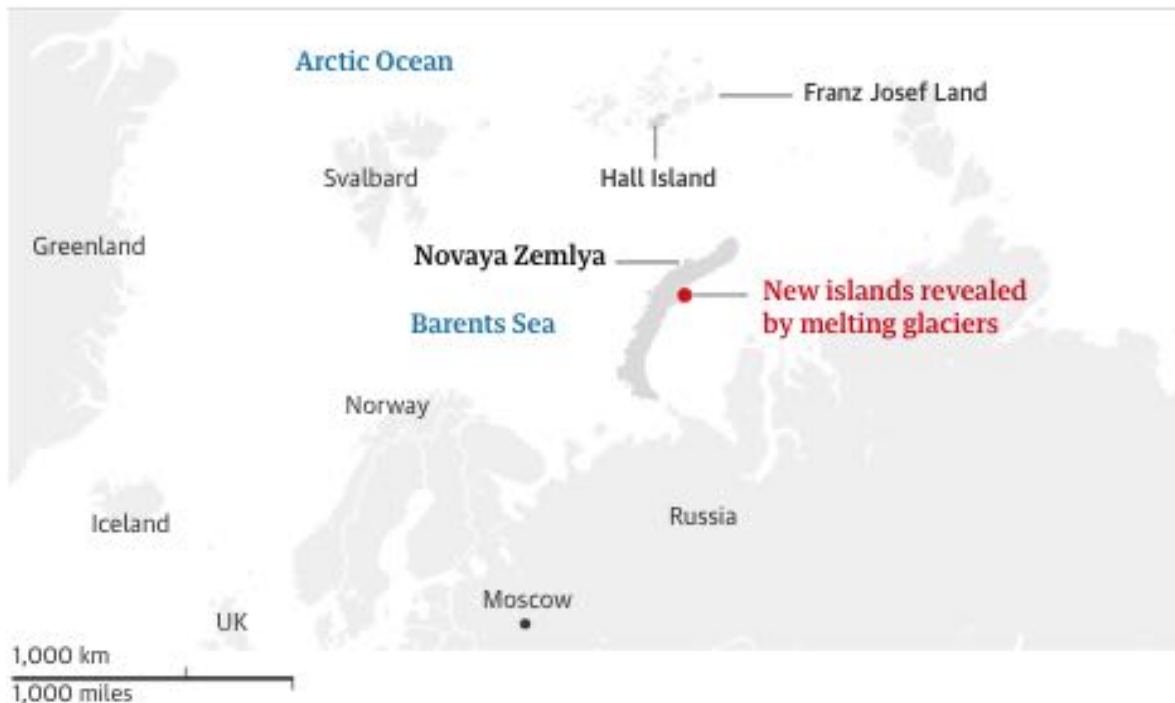 Arctic Ocean
Franz Josef Land
Svalbard
Hall Island
Greenland
Novaya Zemlya
New islands revealed
by melting glaciers
Barents Sea
Norway
Iceland
Russia
Moscow
UK
1,000 km
1,000 miles